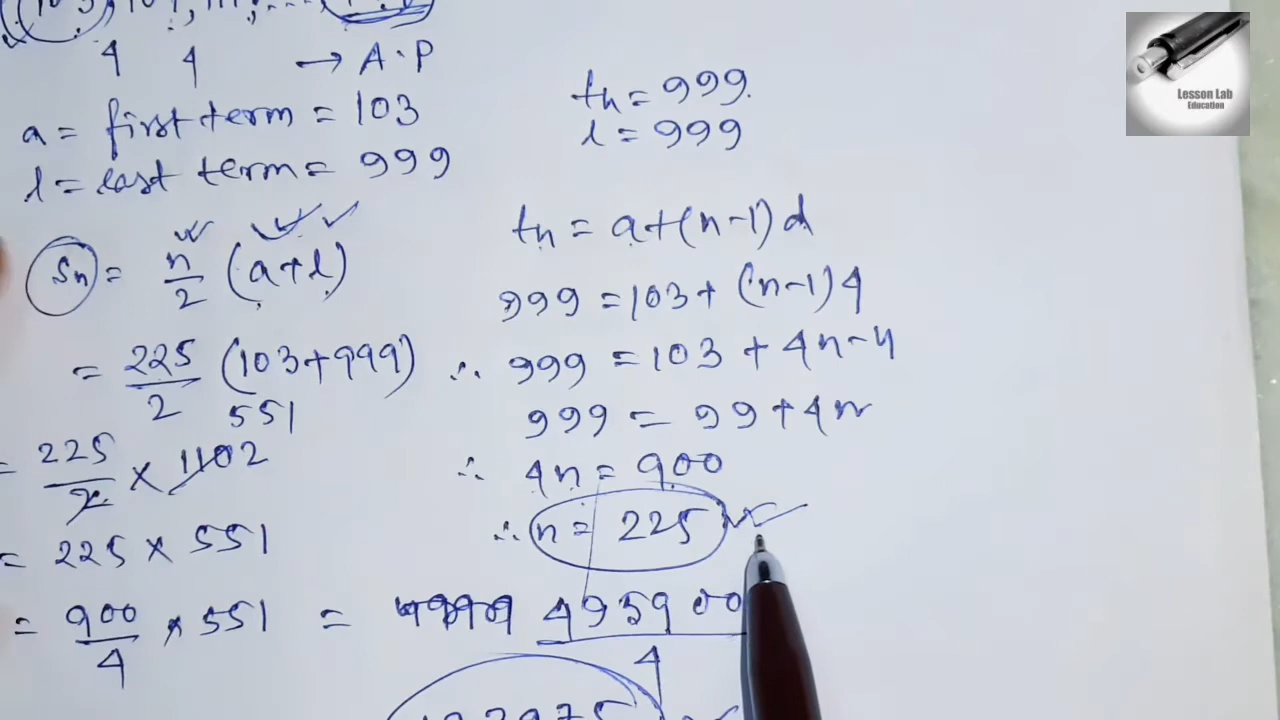 4 4 → A.P
a = first term = 103
l = last term = 999
Sn = n/2 (a+l)
= 225/2 (103+999)
551
= 225/2 × 1102
= 225 × 551
= 900/4 × 551 = 495900/4
tn = 999
l = 999
tn = a+(n-1)d
999 = 103+(n-1)4
∴ 999 = 103 + 4n-4
999 = 99+4n
∴ 4n = 900
∴ n = 225
Lesson Lab
Education